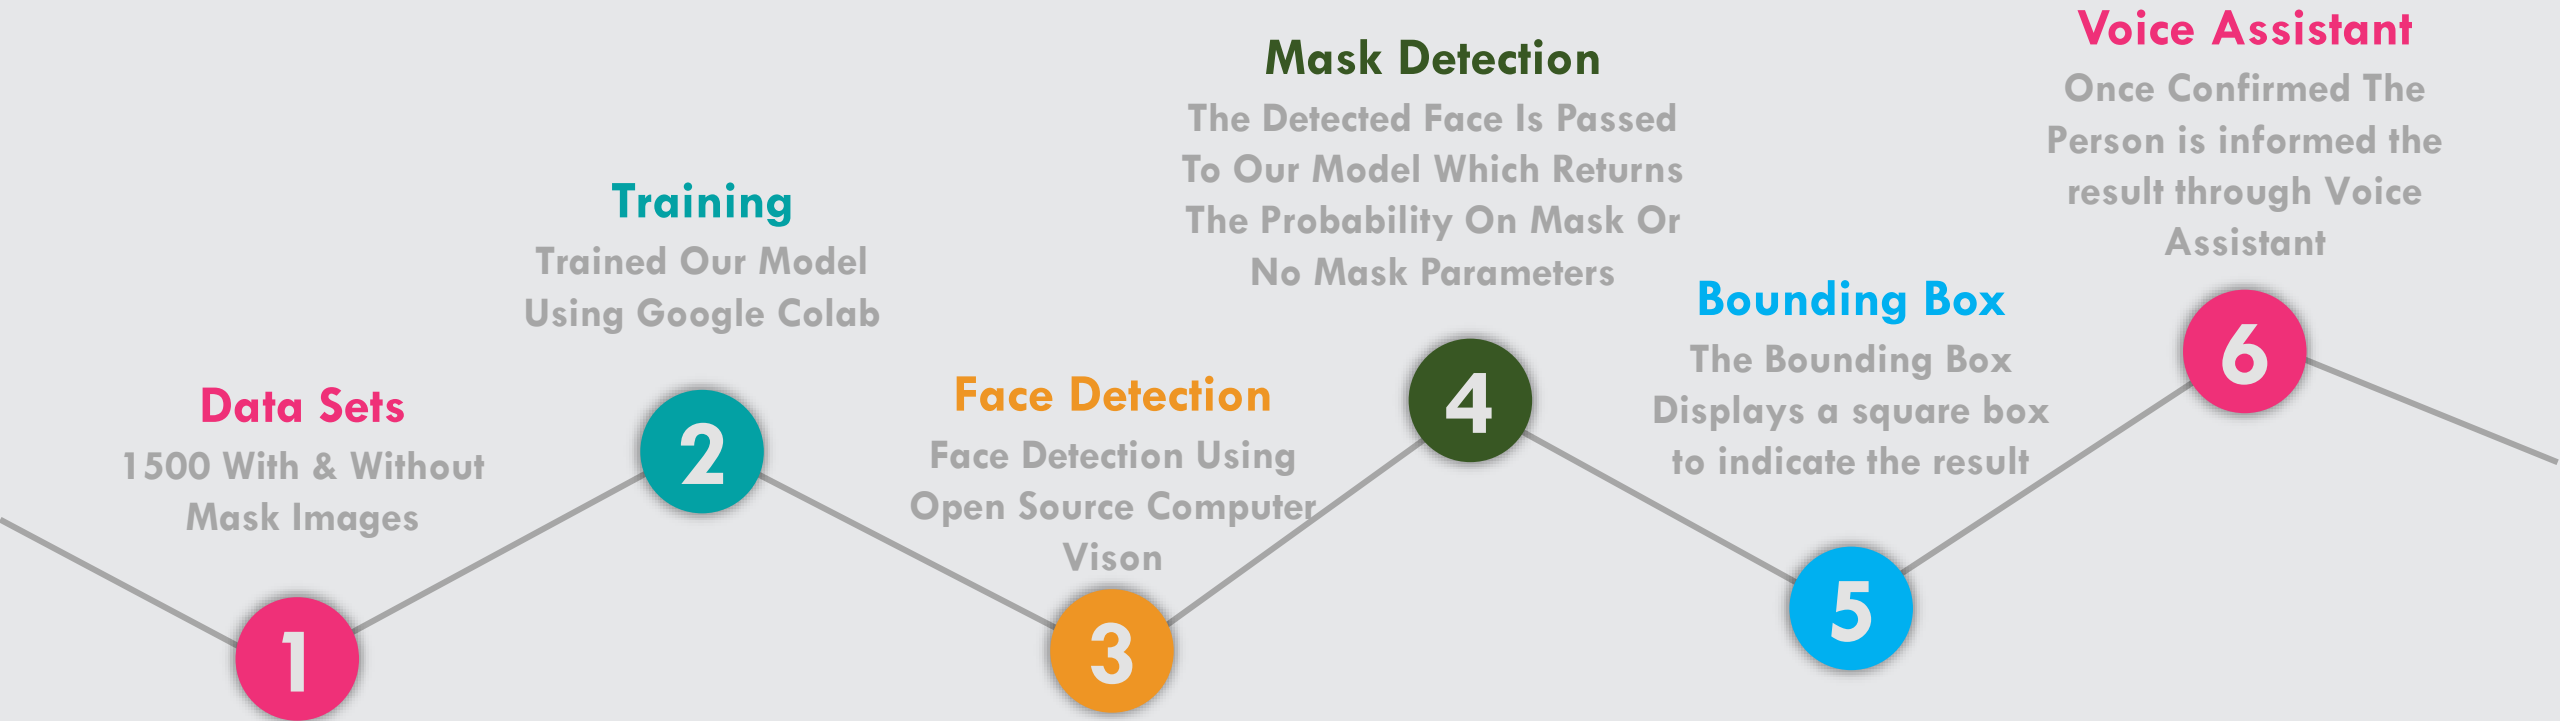 Data Sets
1500 With & Without
Mask Images
1
Training
Trained Our Model
Using Google Colab
2
Face Detection
Face Detection Using
Open Source Computer
Vison
3
Mask Detection
The Detected Face Is Passed
To Our Model Which Returns
The Probability On Mask Or
No Mask Parameters
4
Bounding Box
The Bounding Box
Displays a square box
to indicate the result
5
Voice Assistant
Once Confirmed The
Person is informed the
result through Voice
Assistant
6